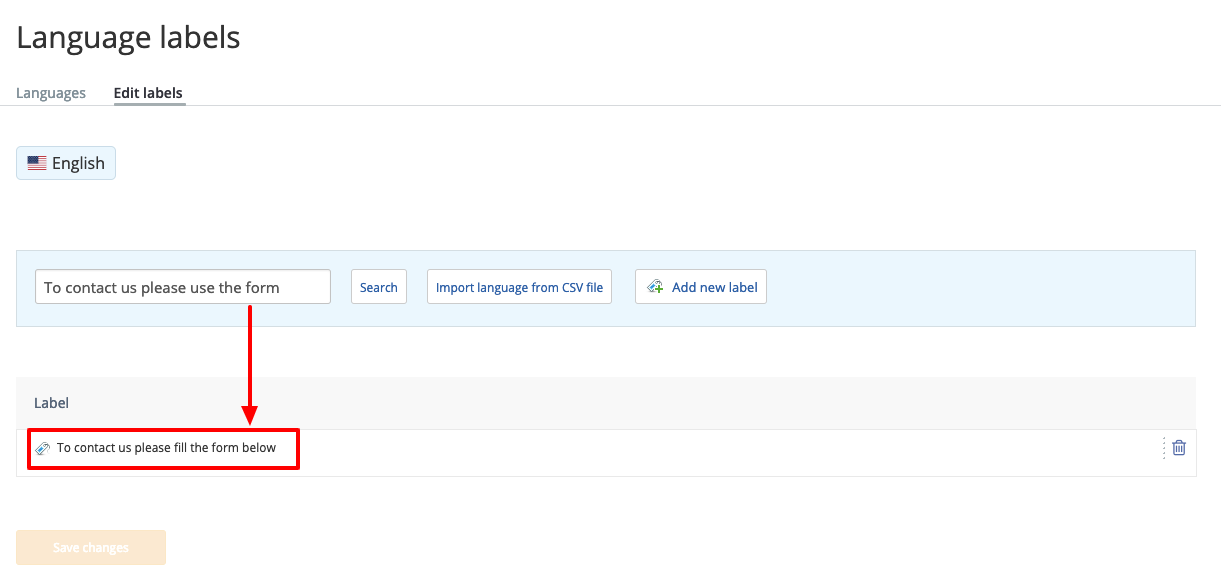 Language labels
Languages Edit labels
English
To contact us please use the form Search Import language from CSV file Add new label
Label
To contact us please fill the form below
Save changes